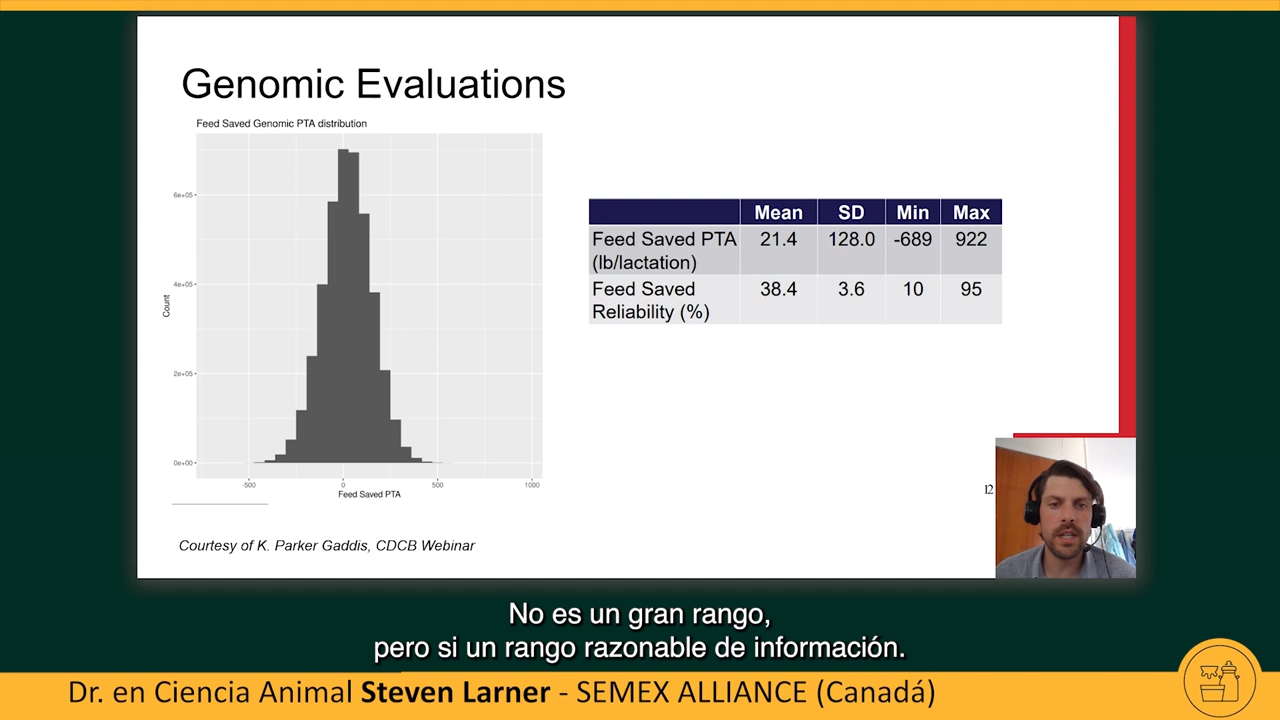 Genomic Evaluations
Feed Saved Genomic PTA distribution
6e+05
4e+05
2e+05
0e+00
Count
-500
0
500
1000
Feed Saved PTA
Mean SD Min Max
Feed Saved PTA (lb/lactation) 21.4 128.0 -689 922
Feed Saved Reliability (%) 38.4 3.6 10 95
12
Courtesy of K. Parker Gaddis, CDCB Webinar
No es un gran rango,
pero si un rango razonable de información.
Dr. en Ciencia Animal Steven Larner - SEMEX ALLIANCE (Canadá)